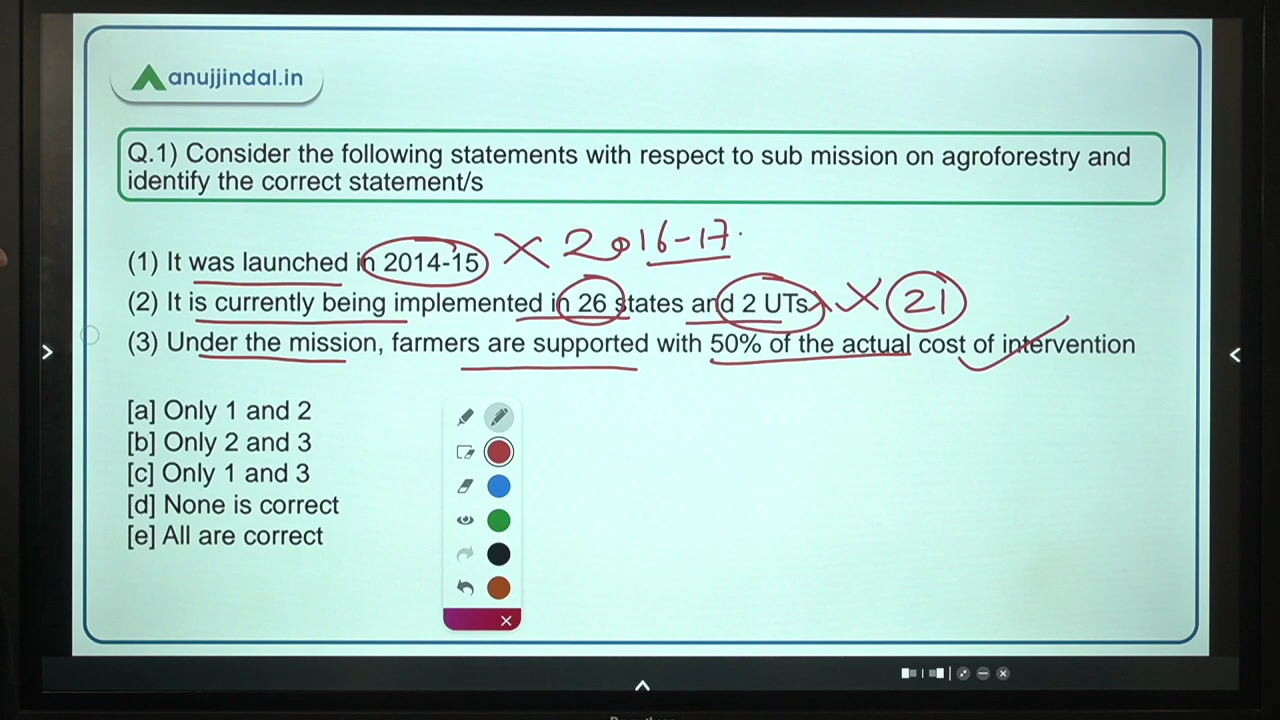 anujjindal.in
Q.1) Consider the following statements with respect to sub mission on agroforestry and
identify the correct statement/s
(1) It was launched in 2014-15 X 2016-17
(2) It is currently being implemented in 26 states and 2 UTs X 21
(3) Under the mission, farmers are supported with 50% of the actual cost of intervention
[a] Only 1 and 2
[b] Only 2 and 3
[c] Only 1 and 3
[d] None is correct
[e] All are correct